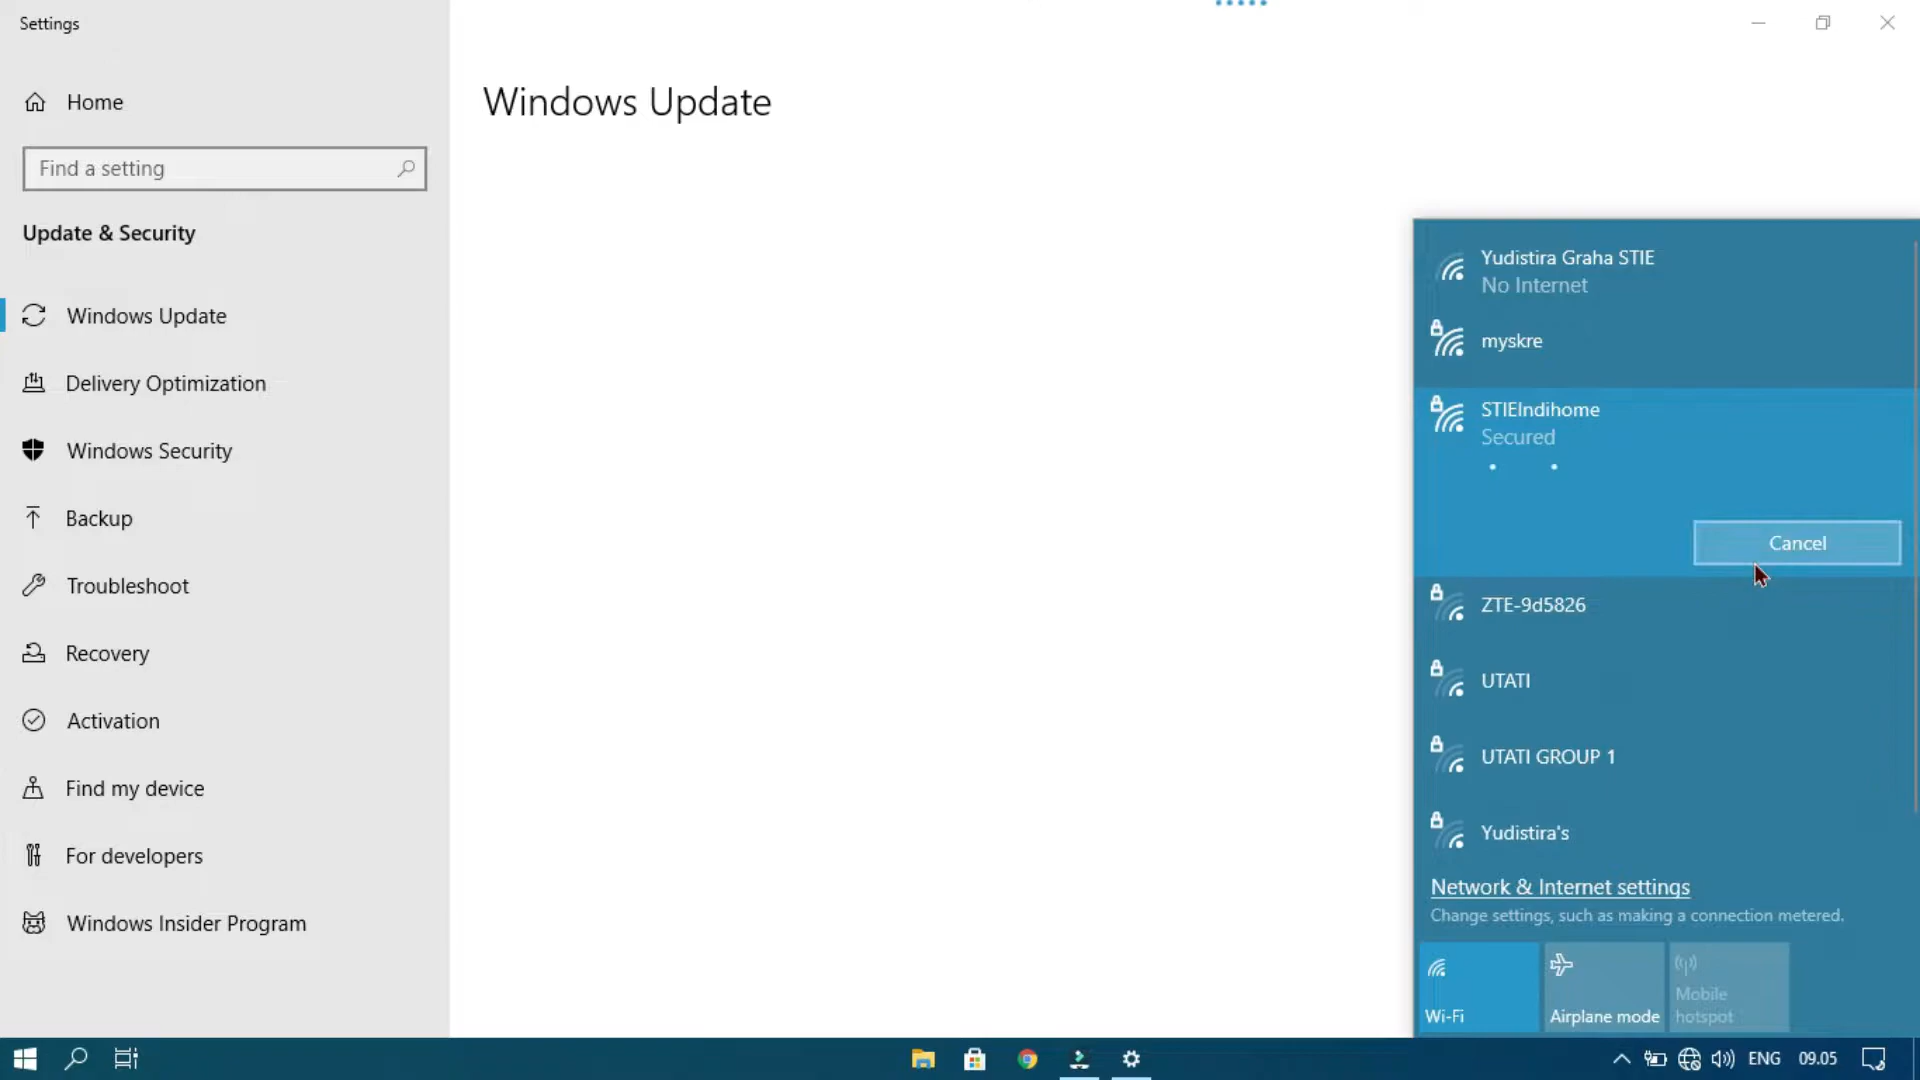 Settings
Home
Find a setting
Update & Security
Windows Update
Delivery Optimization
Windows Security
Backup
Troubleshoot
Recovery
Activation
Find my device
For developers
Windows Insider Program
Windows Update
Yudistira Graha STIE
No Internet
myskre
STIEIndihome
Secured
Cancel
ZTE-9d5826
UTATI
UTATI GROUP 1
Yudistira's
Network & Internet settings
Change settings, such as making a connection metered.
Wi-Fi
Airplane mode
Mobile
hotspot
ENG
09.05